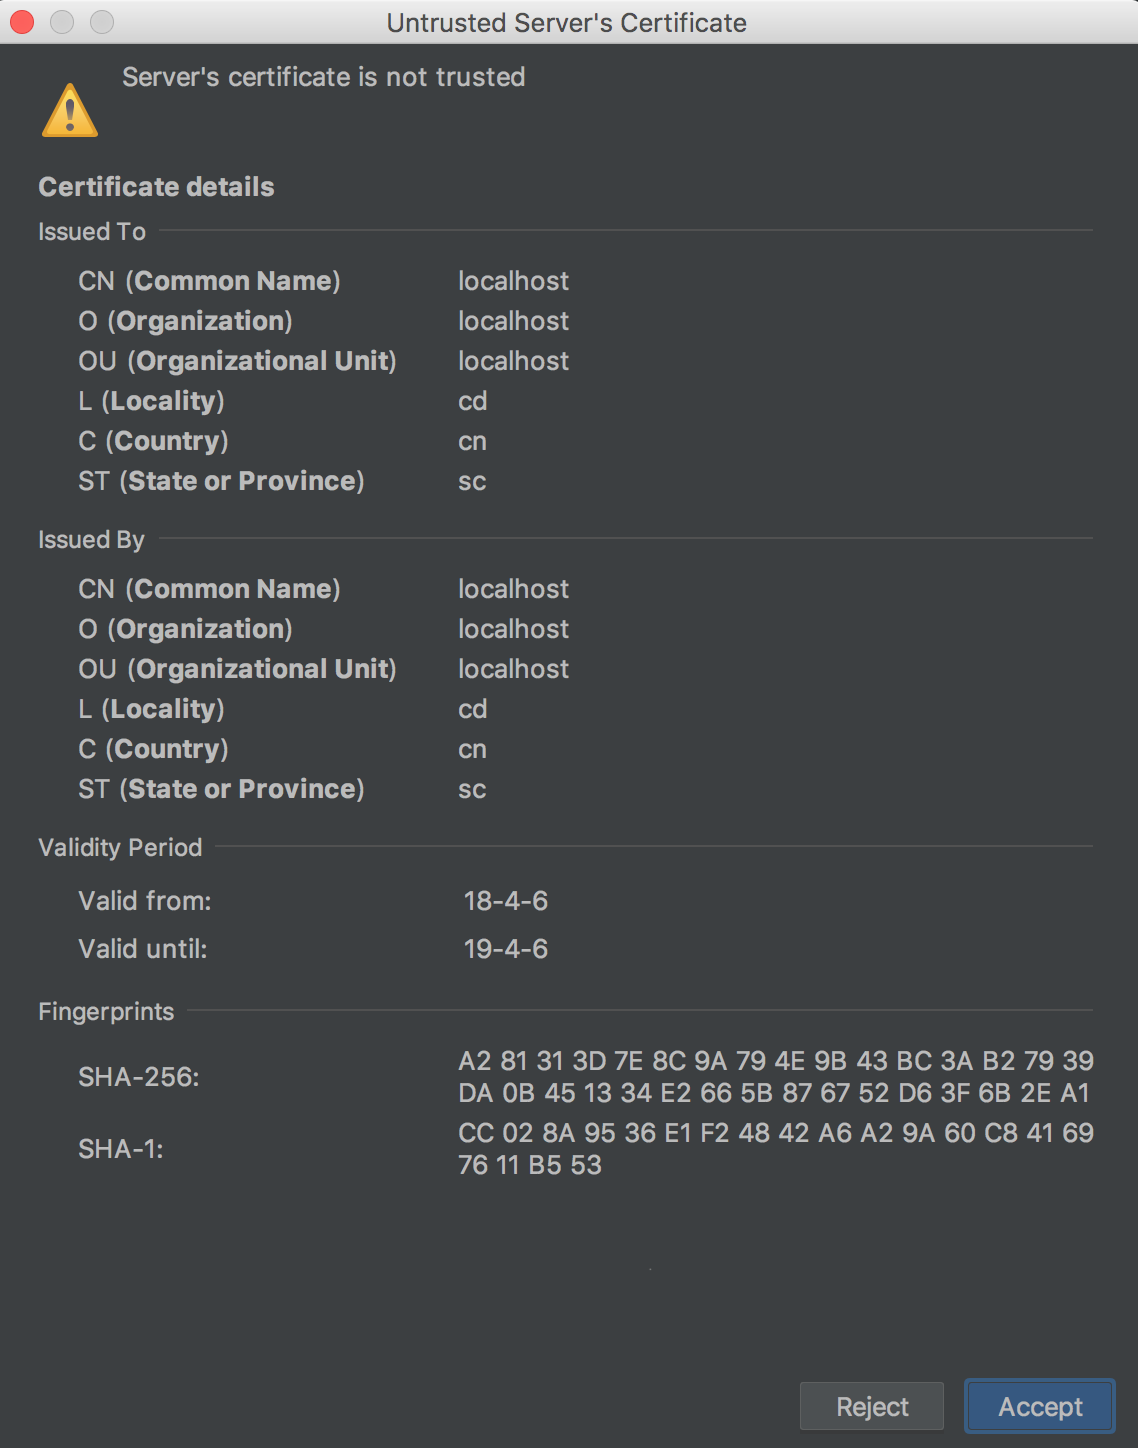 Untrusted Server's Certificate
Server's certificate is not trusted
Certificate details
Issued To
CN (Common Name) localhost
O (Organization) localhost
OU (Organizational Unit) localhost
L (Locality) cd
C (Country) cn
ST (State or Province) sc
Issued By
CN (Common Name) localhost
O (Organization) localhost
OU (Organizational Unit) localhost
L (Locality) cd
C (Country) cn
ST (State or Province) sc
Validity Period
Valid from: 18-4-6
Valid until: 19-4-6
Fingerprints
SHA-256: A2 81 31 3D 7E 8C 9A 79 4E 9B 43 BC 3A B2 79 39
DA 0B 45 13 34 E2 66 5B 87 67 52 D6 3F 6B 2E A1
SHA-1: CC 02 8A 95 36 E1 F2 48 42 A6 A2 9A 60 C8 41 69
76 11 B5 53
Reject Accept